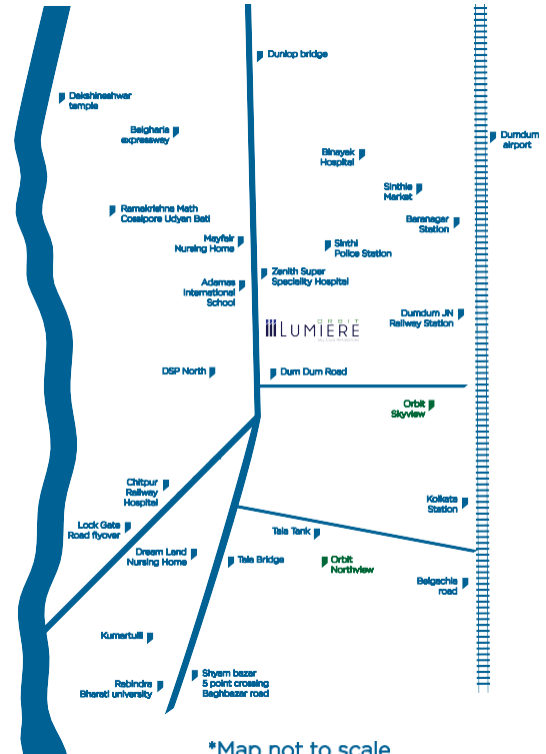 Dunlop bridge
Dakshineshwar
temple
Belgharia
expressway
Dumdum
airport
Binayak
Hospital
Sinthie
Market
Ramakrishna Math
Cossipore Udyan Bati
Baranagar
Station
Mayfair
Nursing Home
Sinthi
Police Station
Zenith Super
Speciality Hospital
Adamas
International
School
ORBIT
LUMIERE
Dumdum JN
Railway Station
DSP North
Dum Dum Road
Orbit
Skyview
Chitpur
Railway
Hospital
Kolkata
Station
Lock Gate
Road flyover
Tala Tank
Dream Land
Nursing Home
Tala Bridge
Orbit
Northview
Belgachia
road
Kumartulli
Shyam bazar
5 point crossing
Baghbazar road
Rabindra
Bharati university
*Map not to scale